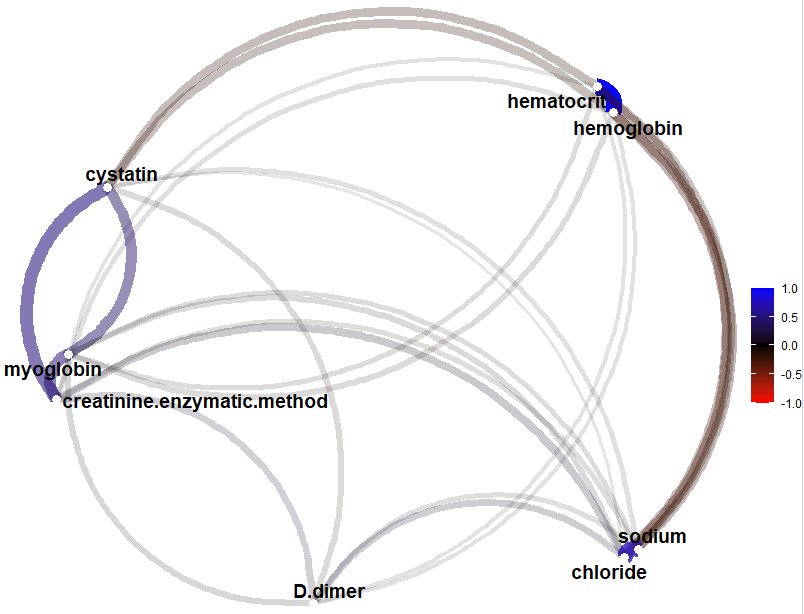 hematocrit
hemoglobin
cystatin
myoglobin
creatinine.enzymatic.method
sodium
chloride
D.dimer
1.0
0.5
0.0
-0.5
-1.0